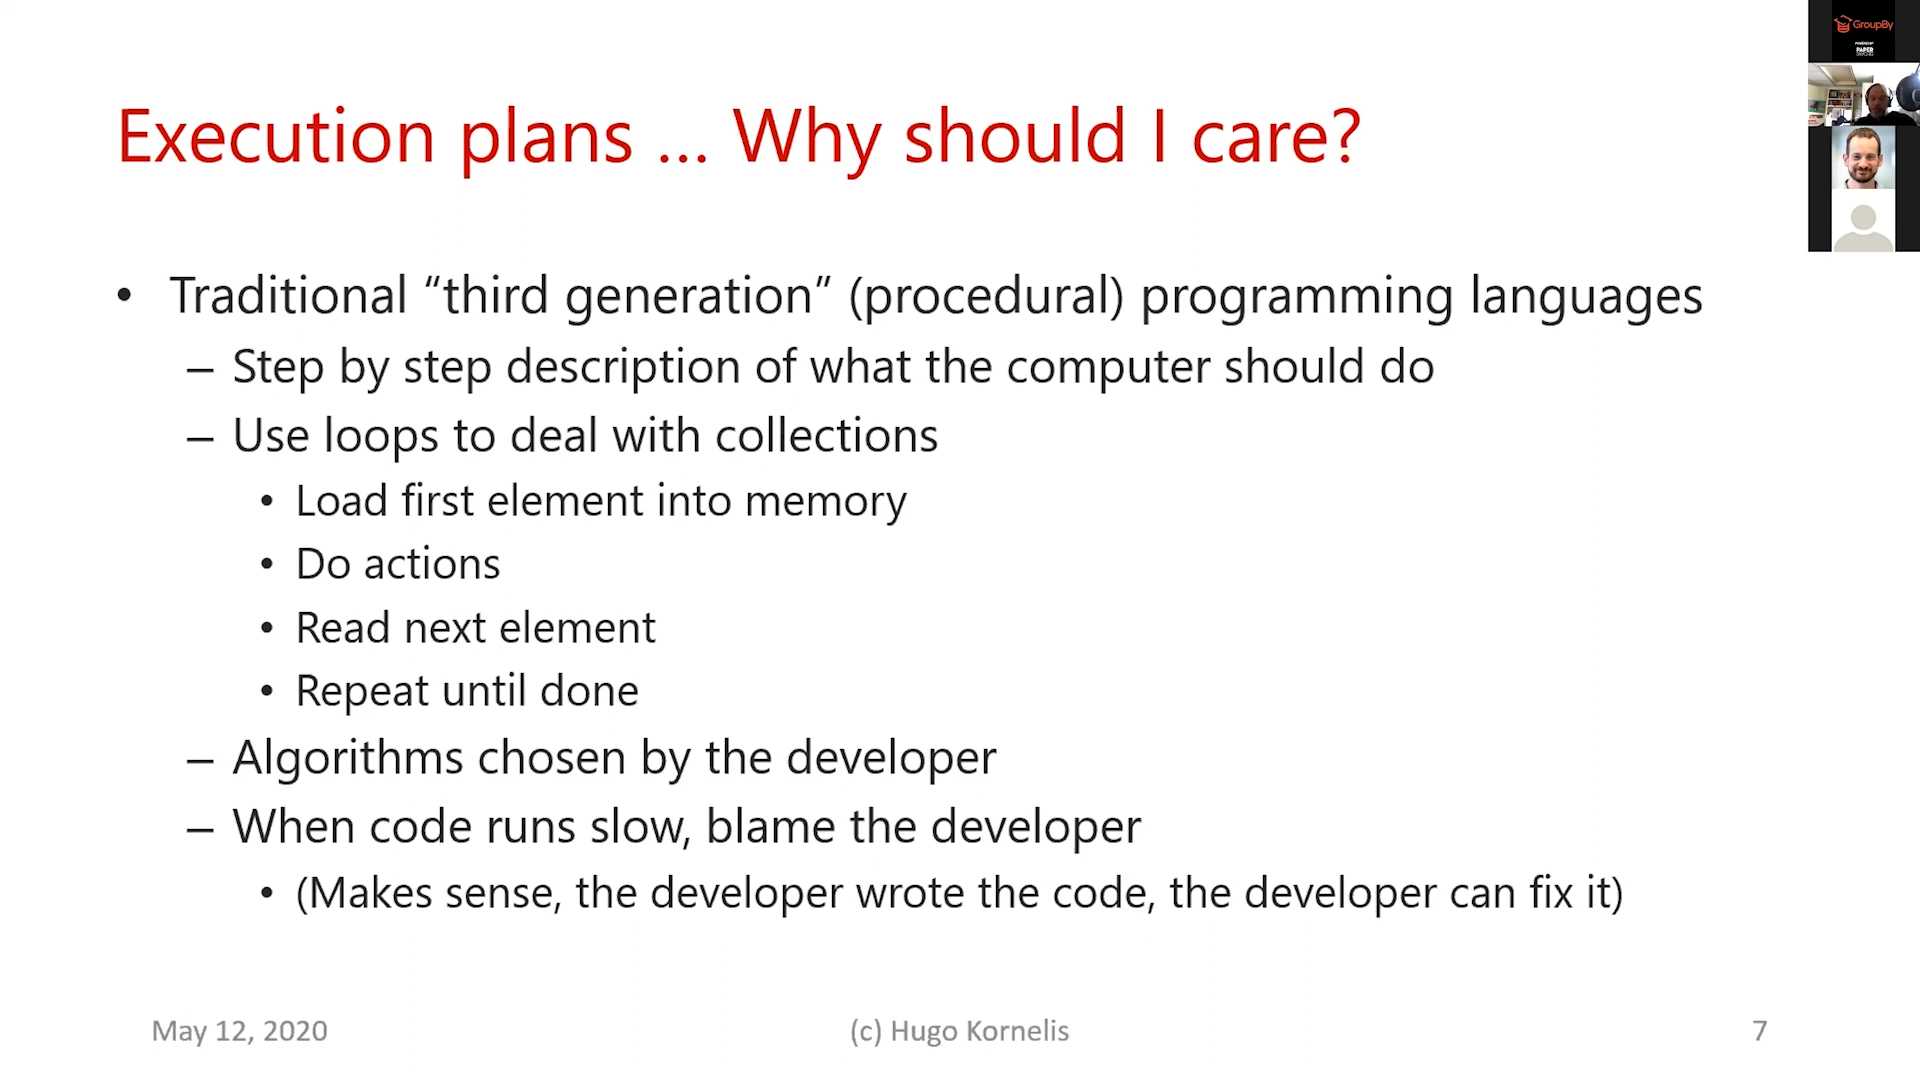 GroupBy
POWERED BY
PAPER
Execution plans ... Why should I care?
• Traditional “third generation” (procedural) programming languages
– Step by step description of what the computer should do
– Use loops to deal with collections
• Load first element into memory
• Do actions
• Read next element
• Repeat until done
– Algorithms chosen by the developer
– When code runs slow, blame the developer
• (Makes sense, the developer wrote the code, the developer can fix it)
May 12, 2020
(c) Hugo Kornelis
7